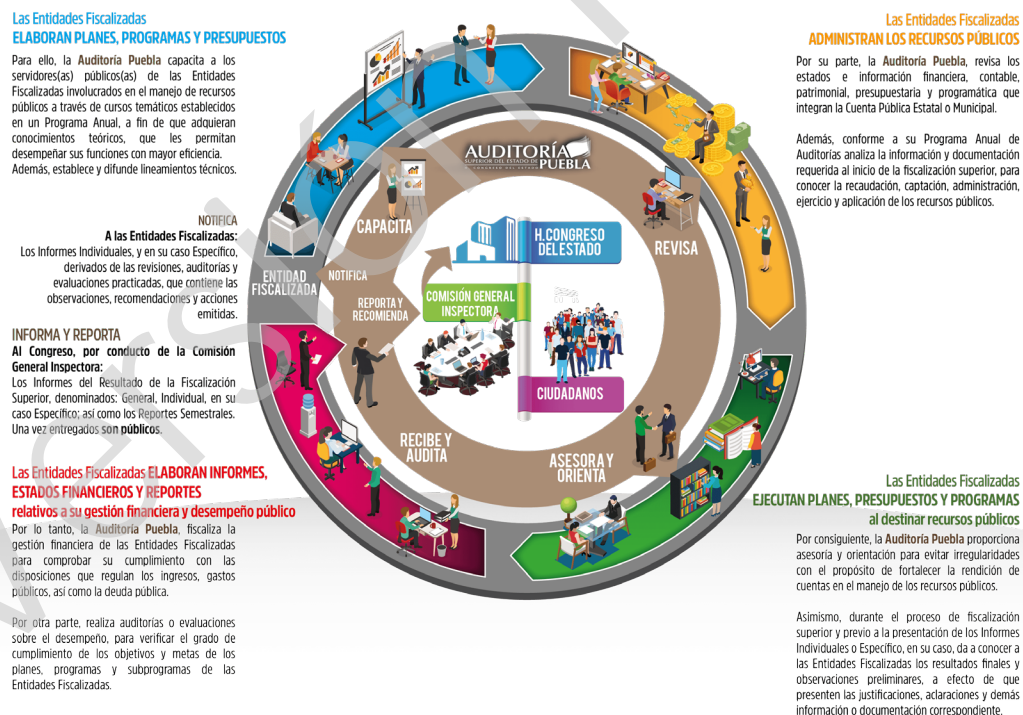 Las Entidades Fiscalizadas
ELABORAN PLANES, PROGRAMAS Y PRESUPUESTOS
Para ello, la Auditoría Puebla capacita a los
servidores(as) públicos(as) de las Entidades
Fiscalizadas involucrados en el manejo de recursos
públicos a través de cursos temáticos establecidos
en un Programa Anual, a fin de que adquieran
conocimientos teóricos, que les permitan
desempeñar sus funciones con mayor eficiencia.
Además, establece y difunde lineamientos técnicos.
NOTIFICA
A las Entidades Fiscalizadas:
Los Informes Individuales, y en su caso Específico,
derivados de las revisiones, auditorías y
evaluaciones practicadas, que contiene las
observaciones, recomendaciones y acciones
emitidas.
INFORMA Y REPORTA
Al Congreso, por conducto de la Comisión
General Inspectora:
Los Informes del Resultado de la Fiscalización
Superior, denominados: General, Individual, en su
caso Específico; así como los Reportes Semestrales.
Una vez entregados son públicos.
Las Entidades Fiscalizadas ELABORAN INFORMES,
ESTADOS FINANCIEROS Y REPORTES
relativos a su gestión financiera y desempeño público
Por lo tanto, la Auditoría Puebla, fiscaliza la
gestión financiera de las Entidades Fiscalizadas
para comprobar su cumplimiento con las
disposiciones que regulan los ingresos, gastos
públicos, así como la deuda pública.
Por otra parte, realiza auditorías o evaluaciones
sobre el desempeño, para verificar el grado de
cumplimiento de los objetivos y metas de los
planes, programas y subprogramas de las
Entidades Fiscalizadas.
AUDITORÍA
SUPERIOR DEL ESTADO DE PUEBLA
CONGRESO DEL ESTADO
CAPACITA
REVISA
H. CONGRESO
DEL ESTADO
ENTIDAD
FISCALIZADA
NOTIFICA
REPORTA Y
RECOMIENDA
COMISIÓN GENERAL
INSPECTORA
CIUDADANOS
RECIBE Y
AUDITA
ASESORA Y
ORIENTA
Las Entidades Fiscalizadas
ADMINISTRAN LOS RECURSOS PÚBLICOS
Por su parte, la Auditoría Puebla, revisa los
estados e información financiera, contable,
patrimonial, presupuestaria y programática que
integran la Cuenta Pública Estatal o Municipal.
Además, conforme a su Programa Anual de
Auditorías analiza la información y documentación
requerida al inicio de la fiscalización superior, para
conocer la recaudación, captación, administración,
ejercicio y aplicación de los recursos públicos.
Las Entidades Fiscalizadas
EJECUTAN PLANES, PRESUPUESTOS Y PROGRAMAS
al destinar recursos públicos
Por consiguiente, la Auditoría Puebla proporciona
asesoría y orientación para evitar irregularidades
con el propósito de fortalecer la rendición de
cuentas en el manejo de los recursos públicos.
Asimismo, durante el proceso de fiscalización
superior y previo a la presentación de los Informes
Individuales o Específico, en su caso, da a conocer a
las Entidades Fiscalizadas los resultados finales y
observaciones preliminares, a efecto de que
presenten las justificaciones, aclaraciones y demás
información o documentación correspondiente.